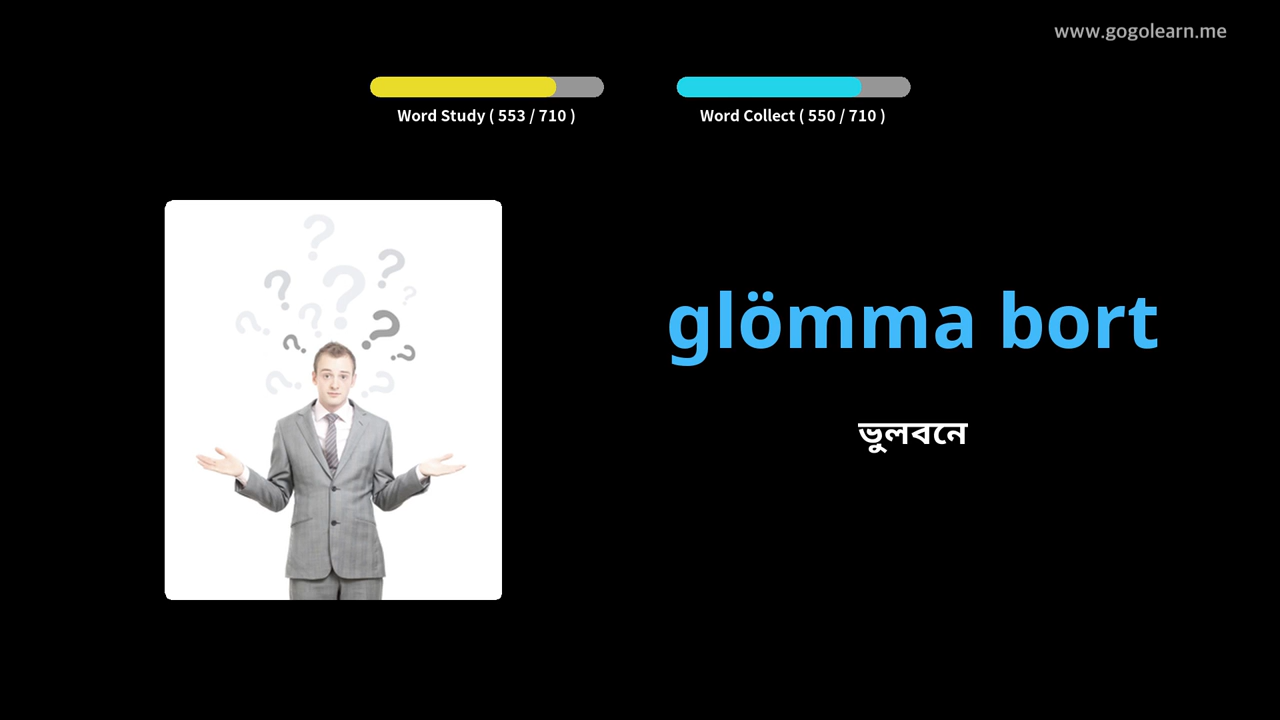 www.gogolearn.me
Word Study ( 553 / 710 )
Word Collect ( 550 / 710 )
glömma bort
ভুলবনে